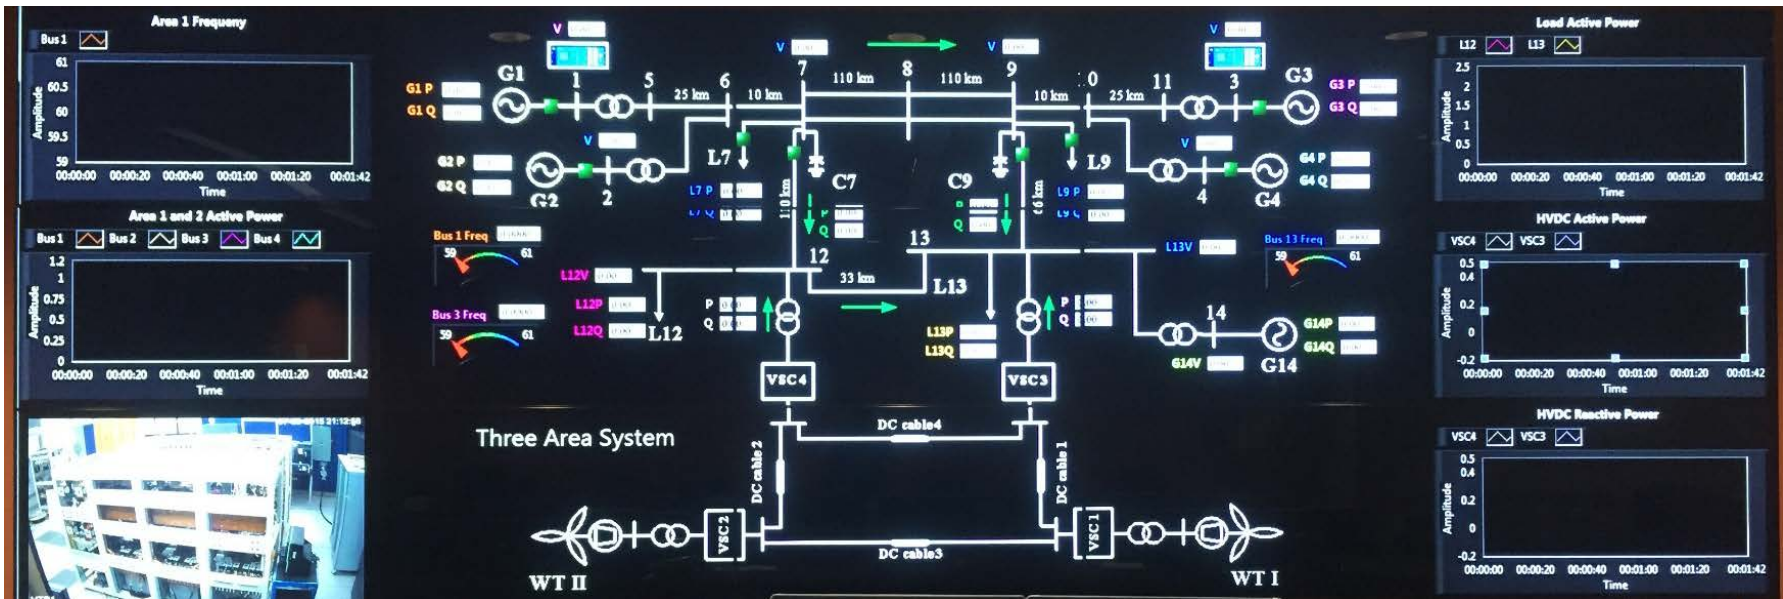 Area 1 Frequeny
Bus 1
61
60.5
60
59.5
59
Amplitude
00:00:00 00:00:20 00:00:40 00:01:00 00:01:20 00:01:42
Time
Area 1 and 2 Active Power
Bus 1 Bus 2 Bus 3 Bus 4
1.2
1
0.75
0.5
0.25
0
Amplitude
00:00:00 00:00:20 00:00:40 00:01:00 00:01:20 00:01:42
Time
V
G1 1 5 6 7 8 9 0 11 3 G3
V
V
V
110 km 110 km
25 km 10 km 10 km 25 km
G1 P
G1 Q
G3 P
G3 Q
G2 P
G2 Q
G2 2
V
L7
L7 P
L7 Q
C7
P
Q
C9
Q
L9
L9 P
L9 Q
V
4 G4
G4 P
G4 Q
Bus 1 Freq
59 61
Bus 3 Freq
59 61
L12V
L12P
L12Q
L12
12
33 km
13
L13
P
Q
P
Q
L13P
L13Q
L13V
Bus 13 Freq
59 61
14
G14P
G14Q
G14V
G14
VSC4
VSC3
Three Area System
DC cable4
DC cable 2
DC cable 1
DC cable3
VSC2
VSC1
WT II
WT I
Load Active Power
L12 L13
2.5
2
1.5
1
0.5
0
Amplitude
00:00:00 00:00:20 00:00:40 00:01:00 00:01:20 00:01:42
Time
HVDC Active Power
VSC4 VSC3
0.5
0.4
0.2
0
-0.2
Amplitude
00:00:00 00:00:20 00:00:40 00:01:00 00:01:20 00:01:42
Time
HVDC Reactive Power
VSC4 VSC3
0.5
0.4
0.2
0
-0.2
Amplitude
00:00:00 00:00:20 00:00:40 00:01:00 00:01:20 00:01:42
Time